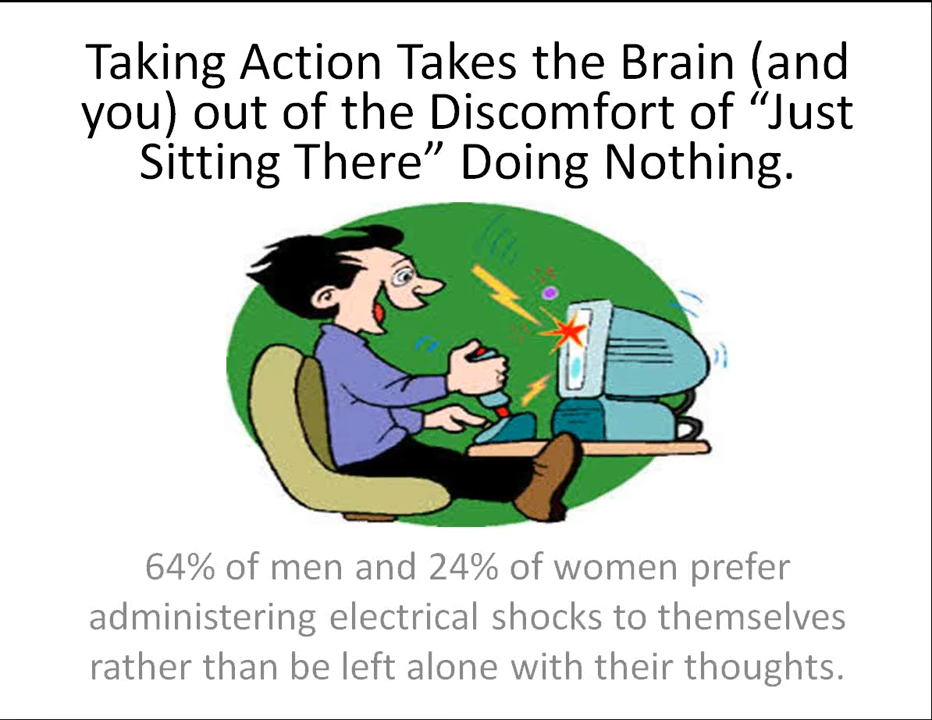 Taking Action Takes the Brain (and
you) out of the Discomfort of “Just
Sitting There” Doing Nothing.
64% of men and 24% of women prefer
administering electrical shocks to themselves
rather than be left alone with their thoughts.